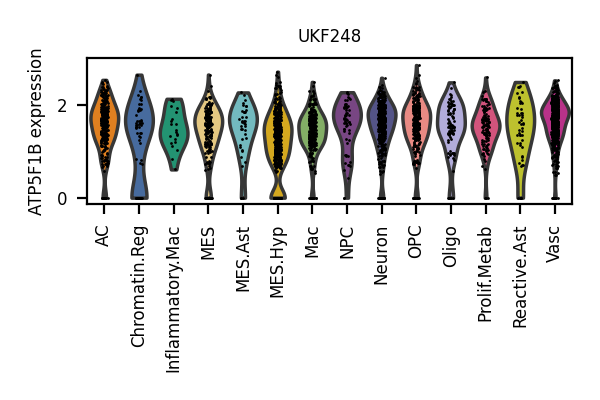 UKF248
ATP5F1B expression
2
0
AC
Chromatin.Reg
Inflammatory.Mac
MES
MES.Ast
MES.Hyp
Mac
NPC
Neuron
OPC
Oligo
Prolif.Metab
Reactive.Ast
Vasc